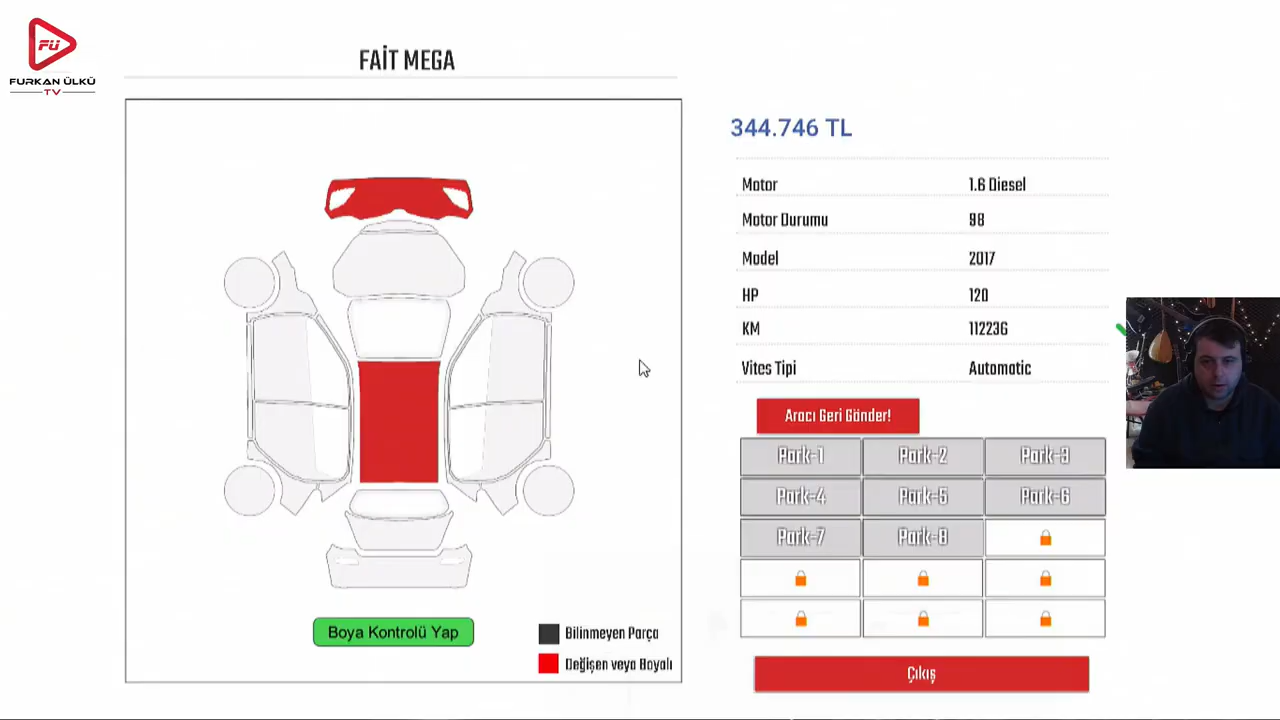 FU
FURKAN ÜLKÜ
TV
FAİT MEGA
344.746 TL
Motor 1.6 Diesel
Motor Durumu 98
Model 2017
HP 120
KM 112236
Vites Tipi Automatic
Aracı Geri Gönder!
Park-1 Park-2 Park-3
Park-4 Park-5 Park-6
Park-7 Park-8
Boya Kontrolü Yap
Bilinmeyen Parça
Değişen veya Boyalı
Çıkış